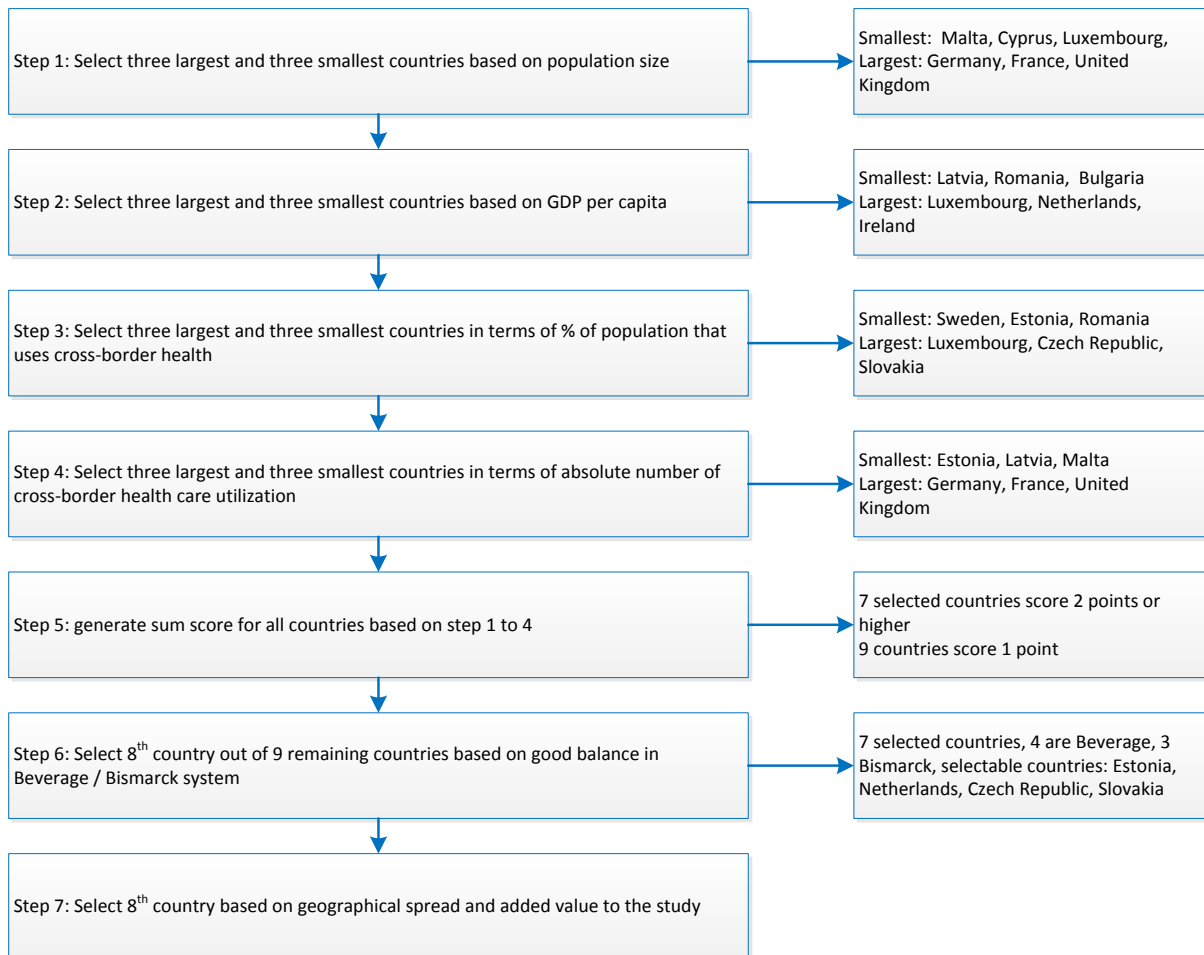 Step 1: Select three largest and three smallest countries based on population size
Smallest: Malta, Cyprus, Luxembourg,
Largest: Germany, France, United
Kingdom
Step 2: Select three largest and three smallest countries based on GDP per capita
Smallest: Latvia, Romania, Bulgaria
Largest: Luxembourg, Netherlands,
Ireland
Step 3: Select three largest and three smallest countries in terms of % of population that
uses cross-border health
Smallest: Sweden, Estonia, Romania
Largest: Luxembourg, Czech Republic,
Slovakia
Step 4: Select three largest and three smallest countries in terms of absolute number of
cross-border health care utilization
Smallest: Estonia, Latvia, Malta
Largest: Germany, France, United
Kingdom
Step 5: generate sum score for all countries based on step 1 to 4
7 selected countries score 2 points or
higher
9 countries score 1 point
Step 6: Select 8th country out of 9 remaining countries based on good balance in
Beverage / Bismarck system
7 selected countries, 4 are Beverage, 3
Bismarck, selectable countries: Estonia,
Netherlands, Czech Republic, Slovakia
Step 7: Select 8th country based on geographical spread and added value to the study